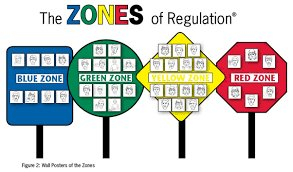 The ZONES of Regulation®
BLUE ZONE
GREEN ZONE
YELLOW ZONE
RED ZONE
Figure 2: Wall Posters of the Zones